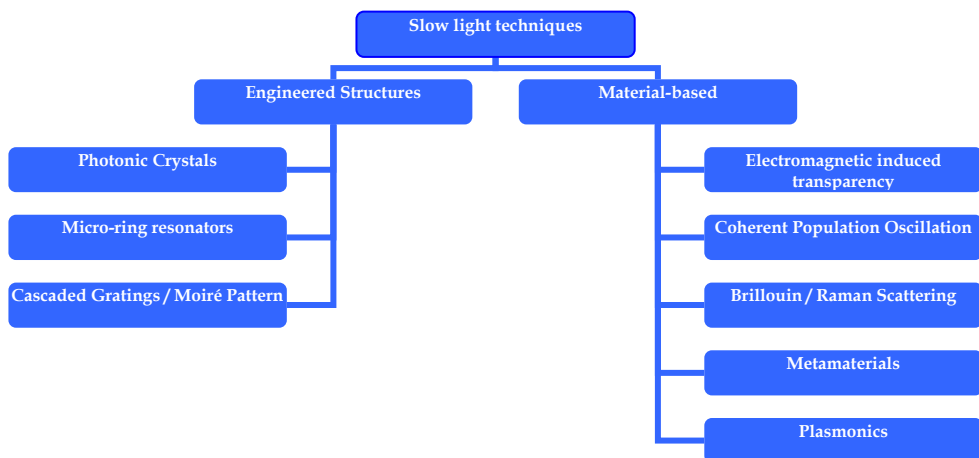 Slow light techniques
Engineered Structures
Material-based
Photonic Crystals
Micro-ring resonators
Cascaded Gratings / Moiré Pattern
Electromagnetic induced
transparency
Coherent Population Oscillation
Brillouin / Raman Scattering
Metamaterials
Plasmonics